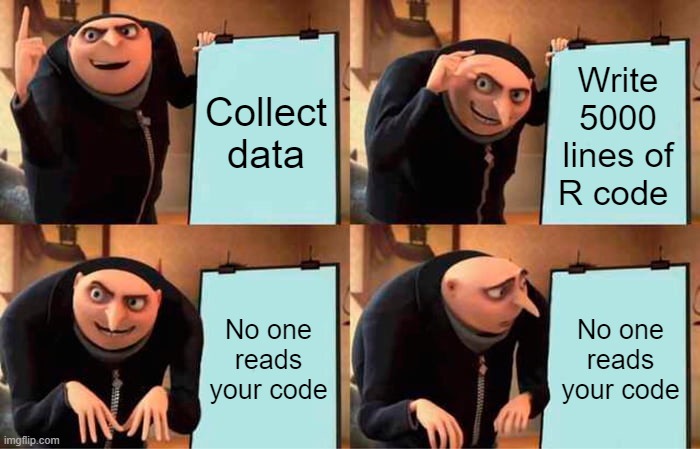 Collect
data
Write
5000
lines of
R code
No one
reads
your code
No one
reads
your code
imgflip.com